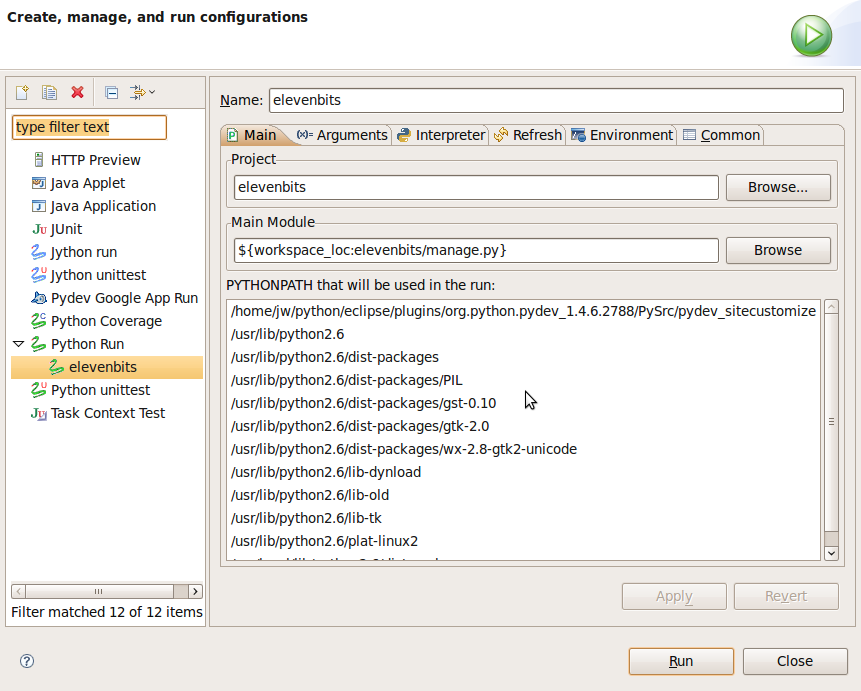 Create, manage, and run configurations
type filter text
HTTP Preview
Java Applet
Java Application
JUnit
Jython run
Jython unittest
Pydev Google App Run
Python Coverage
Python Run
elevenbits
Python unittest
Task Context Test
Filter matched 12 of 12 items
Name: elevenbits
Main (x)= Arguments Interpreter Refresh Environment Common
Project
elevenbits Browse...
Main Module
${workspace_loc:elevenbits/manage.py} Browse
PYTHONPATH that will be used in the run:
/home/jw/python/eclipse/plugins/org.python.pydev_1.4.6.2788/PySrc/pydev_sitecustomize
/usr/lib/python2.6
/usr/lib/python2.6/dist-packages
/usr/lib/python2.6/dist-packages/PIL
/usr/lib/python2.6/dist-packages/gst-0.10
/usr/lib/python2.6/dist-packages/gtk-2.0
/usr/lib/python2.6/dist-packages/wx-2.8-gtk2-unicode
/usr/lib/python2.6/lib-dynload
/usr/lib/python2.6/lib-old
/usr/lib/python2.6/lib-tk
/usr/lib/python2.6/plat-linux2
Apply Revert
Run Close